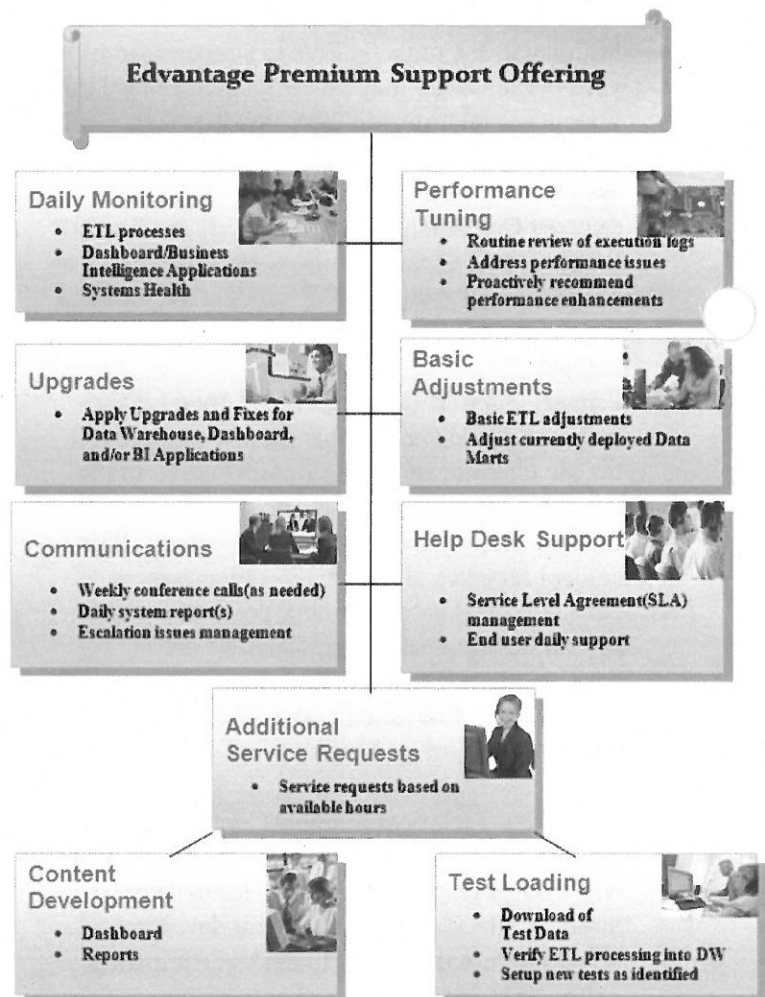 Edvantage Premium Support Offering
Daily Monitoring
• ETL processes
• Dashboard/Business
Intelligence Applications
• Systems Health
Performance
Tuning
• Routine review of execution logs
• Address performance issues
• Proactively recommend
performance enhancements
Upgrades
• Apply Upgrades and Fixes for
Data Warehouse, Dashboard,
and/or BI Applications
Basic
Adjustments
• Basic ETL adjustments
• Adjust currently deployed Data
Marts
Communications
• Weekly conference calls(as needed)
• Daily system report(s)
• Escalation issues management
Help Desk Support
• Service Level Agreement(SLA)
management
• End user daily support
Additional
Service Requests
• Service requests based on
available hours
Content
Development
• Dashboard
• Reports
Test Loading
• Download of
Test Data
• Verify ETL processing into DW
• Setup new tests as identified